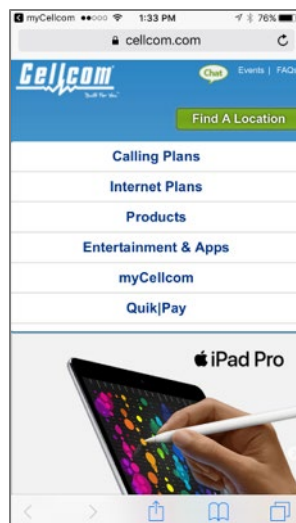 myCellcom 1:33 PM 76%
cellcom.com
Cellcom
Built For You
Chat Events | FAQs
Find A Location
Calling Plans
Internet Plans
Products
Entertainment & Apps
myCellcom
Quik|Pay
iPad Pro